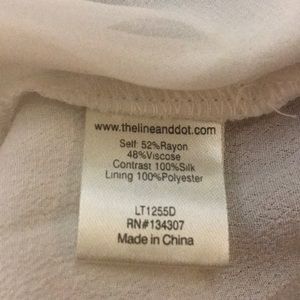 www.thelineanddot.com
Self: 52%Rayon
48%Viscose
Contrast 100%Silk
Lining 100%Polyester
LT1255D
RN#134307
Made in China